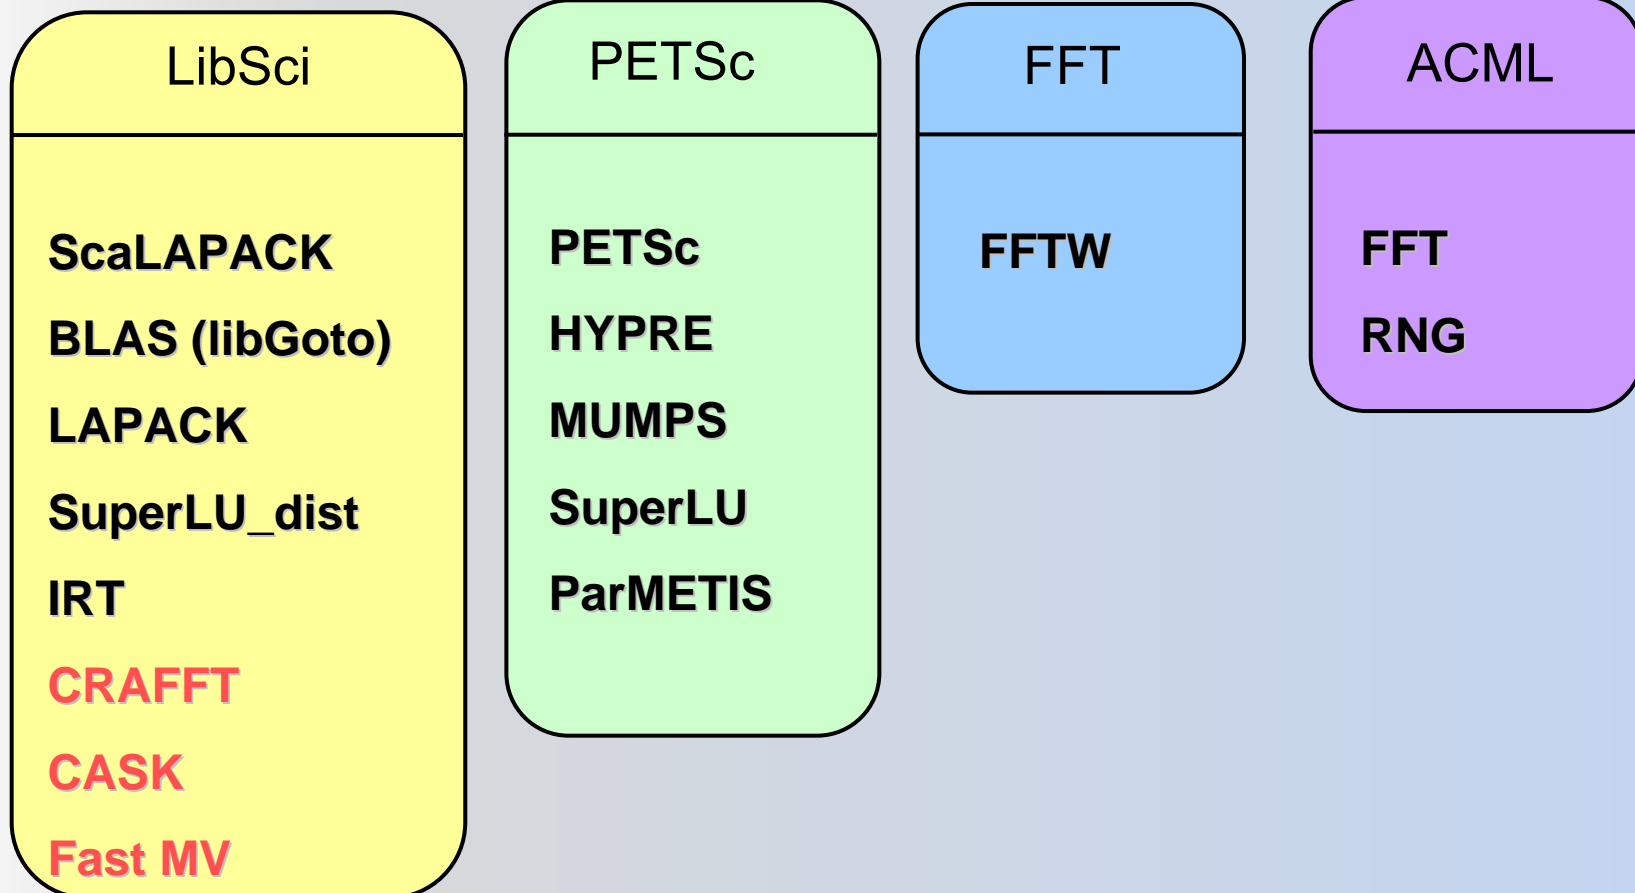 LibSci
ScaLAPACK
BLAS (libGoto)
LAPACK
SuperLU_dist
IRT
CRAFFT
CASK
Fast MV
PETSc
PETSc
HYPRE
MUMPS
SuperLU
ParMETIS
FFT
FFTW
ACML
FFT
RNG